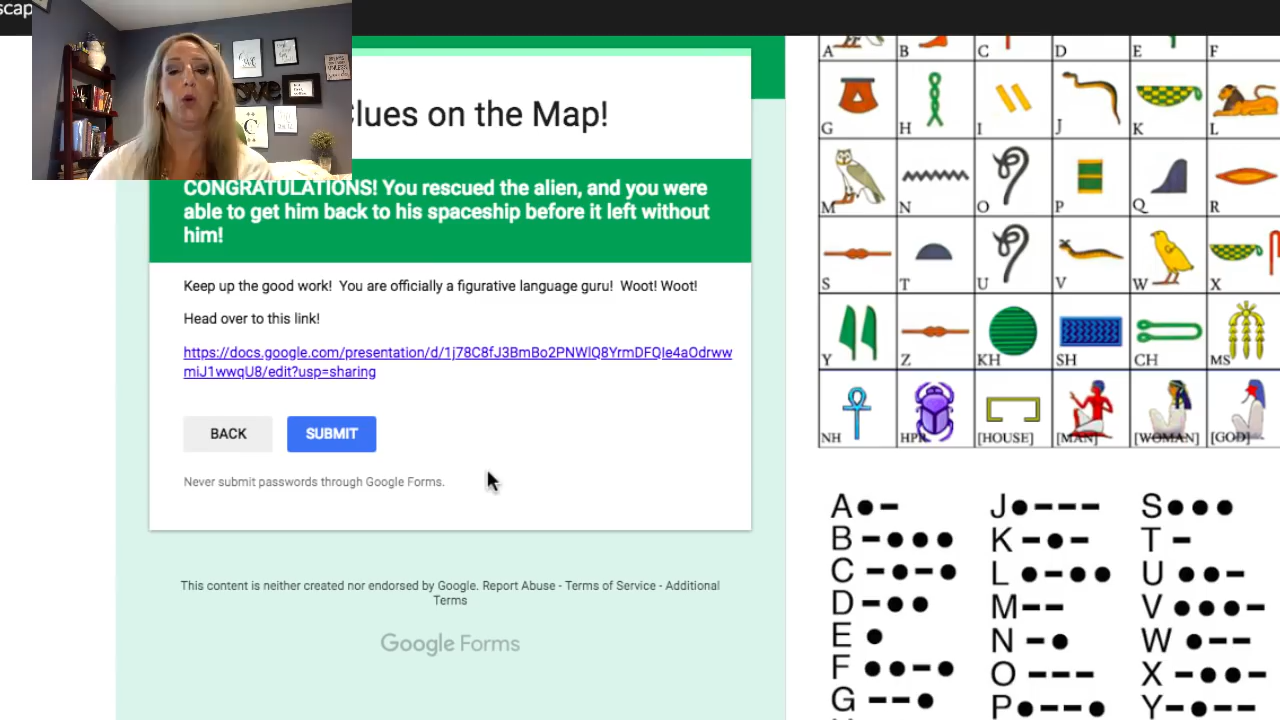 scap
Clues on the Map!
CONGRATULATIONS! You rescued the alien, and you were
able to get him back to his spaceship before it left without
him!
Keep up the good work! You are officially a figurative language guru! Woot! Woot!
Head over to this link!
https://docs.google.com/presentation/d/1j78C8fJ3BmBo2PNWlQ8YrmDFQIe4aOdrww
miJ1wwqU8/edit?usp=sharing
BACK SUBMIT
Never submit passwords through Google Forms.
This content is neither created nor endorsed by Google. Report Abuse - Terms of Service - Additional
Terms
Google Forms
A B C D E F
G H I J K L
M N O P Q R
S T U V W X
Y Z KH SH CH MS
NH HPR [HOUSE] [MAN] [WOMAN] [GOD]
A ●– J ●––– S ●●●
B –●●● K –●– T –
C –●–● L ●–●● U ●●–
D –●● M –– V ●●●–
E ● N –● W ●––
F ●●–● O ––– X –●●–
G ––● P ●––● Y –●––